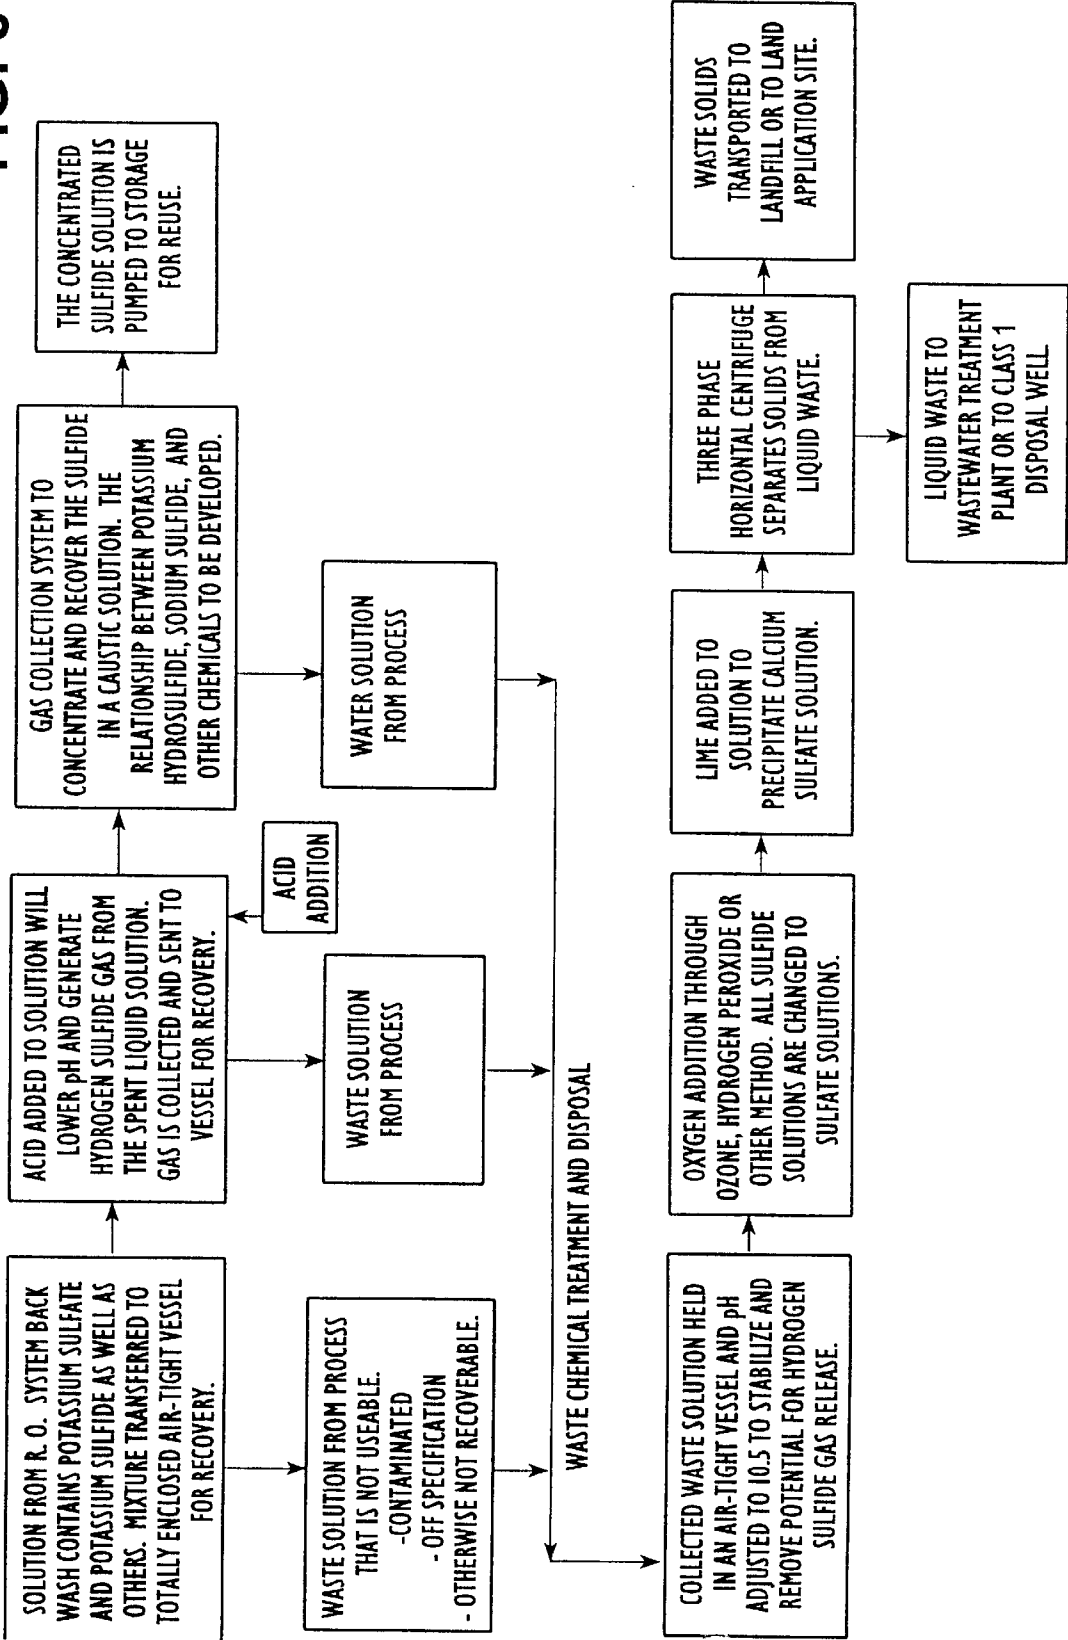 SOLUTION FROM R. O. SYSTEM BACK
WASH CONTAINS POTASSIUM SULFATE
AND POTASSIUM SULFIDE AS WELL AS
OTHERS. MIXTURE TRANSFERRED TO
TOTALLY ENCLOSED AIR-TIGHT VESSEL
FOR RECOVERY.
ACID ADDED TO SOLUTION WILL
LOWER pH AND GENERATE
HYDROGEN SULFIDE GAS FROM
THE SPENT LIQUID SOLUTION.
GAS IS COLLECTED AND SENT TO
VESSEL FOR RECOVERY.
GAS COLLECTION SYSTEM TO
CONCENTRATE AND RECOVER THE SULFIDE
IN A CAUSTIC SOLUTION. THE
RELATIONSHIP BETWEEN POTASSIUM
HYDROSULFIDE, SODIUM SULFIDE, AND
OTHER CHEMICALS TO BE DEVELOPED.
THE CONCENTRATED
SULFIDE SOLUTION IS
PUMPED TO STORAGE
FOR REUSE.
ACID
ADDITION
WASTE SOLUTION FROM PROCESS
THAT IS NOT USEABLE.
-CONTAMINATED
- OFF SPECIFICATION
- OTHERWISE NOT RECOVERABLE.
WASTE SOLUTION
FROM PROCESS
WATER SOLUTION
FROM PROCESS
WASTE CHEMICAL TREATMENT AND DISPOSAL
COLLECTED WASTE SOLUTION HELD
IN AN AIR-TIGHT VESSEL AND pH
ADJUSTED TO 10.5 TO STABILIZE AND
REMOVE POTENTIAL FOR HYDROGEN
SULFIDE GAS RELEASE.
OXYGEN ADDITION THROUGH
OZONE, HYDROGEN PEROXIDE OR
OTHER METHOD. ALL SULFIDE
SOLUTIONS ARE CHANGED TO
SULFATE SOLUTIONS.
LIME ADDED TO
SOLUTION TO
PRECIPITATE CALCIUM
SULFATE SOLUTION.
THREE PHASE
HORIZONTAL CENTRIFUGE
SEPARATES SOLIDS FROM
LIQUID WASTE.
WASTE SOLIDS
TRANSPORTED TO
LANDFILL OR TO LAND
APPLICATION SITE.
LIQUID WASTE TO
WASTEWATER TREATMENT
PLANT OR TO CLASS 1
DISPOSAL WELL.